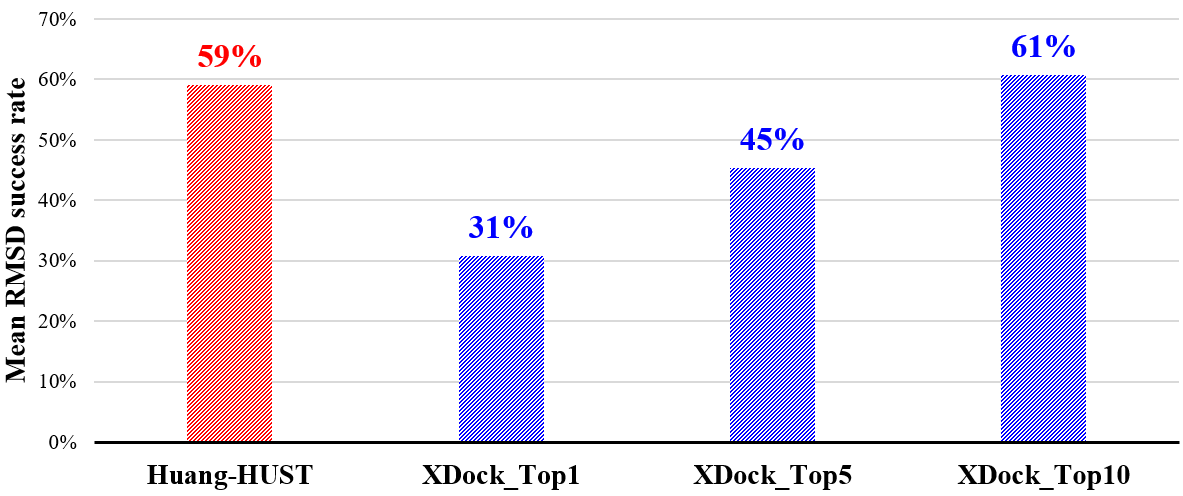 Mean RMSD success rate
70%
60%
50%
40%
30%
20%
10%
0%
59%
31%
45%
61%
Huang-HUST
XDock_Top1
XDock_Top5
XDock_Top10